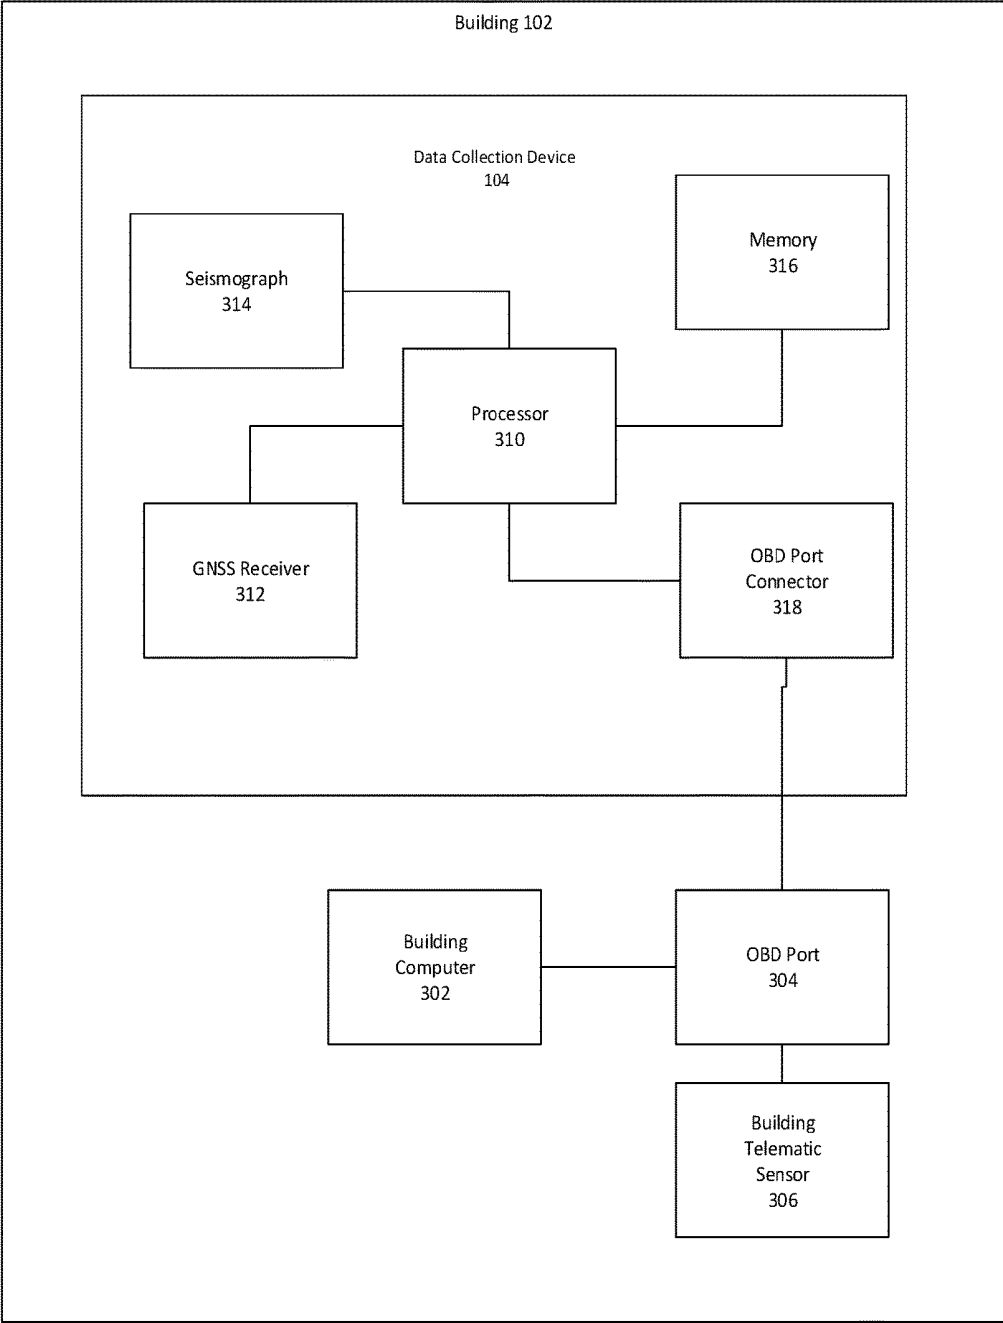 Building 102
Data Collection Device
104
Memory
316
Seismograph
314
Processor
310
GNSS Receiver
312
OBD Port
Connector
318
Building
Computer
302
OBD Port
304
Building
Telematic
Sensor
306